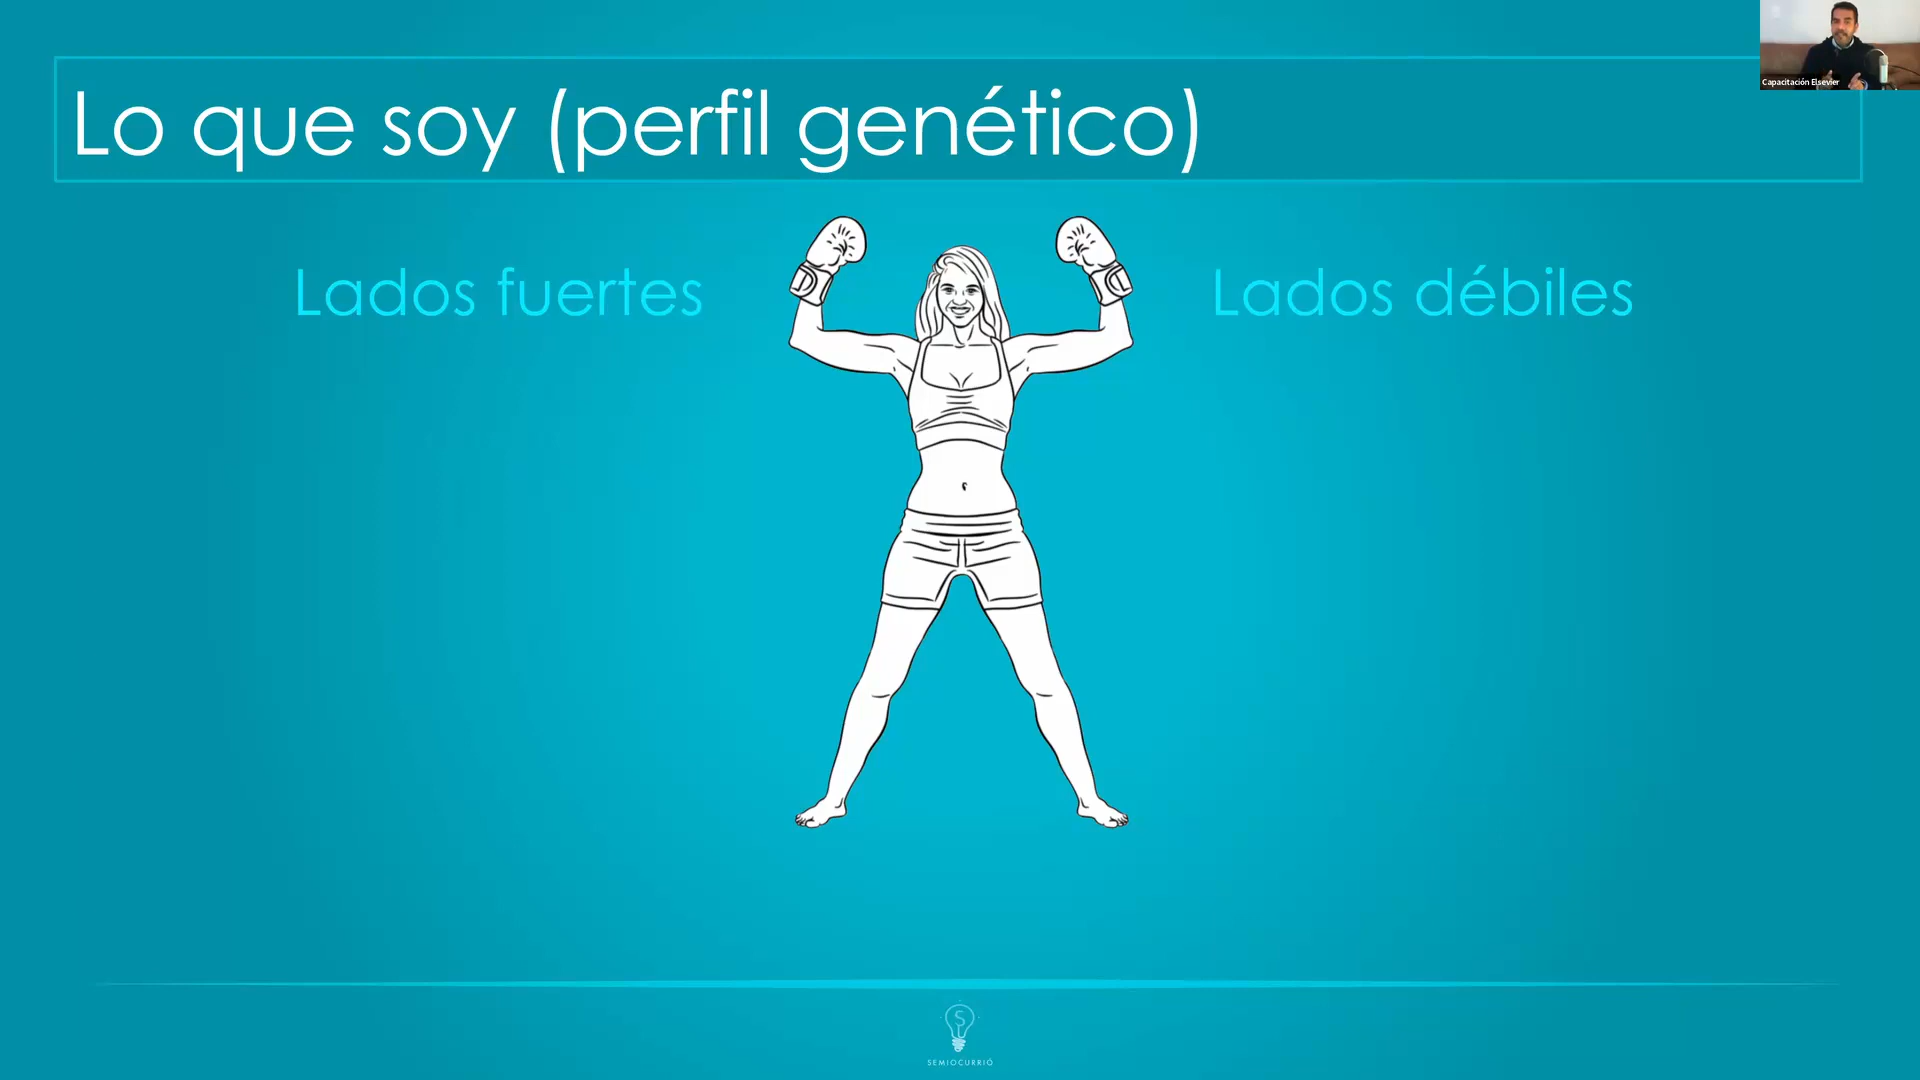 Capacitación Elsevier
Lo que soy (perfil genético)
Lados fuertes
Lados débiles
SEMIOCURRIÓ